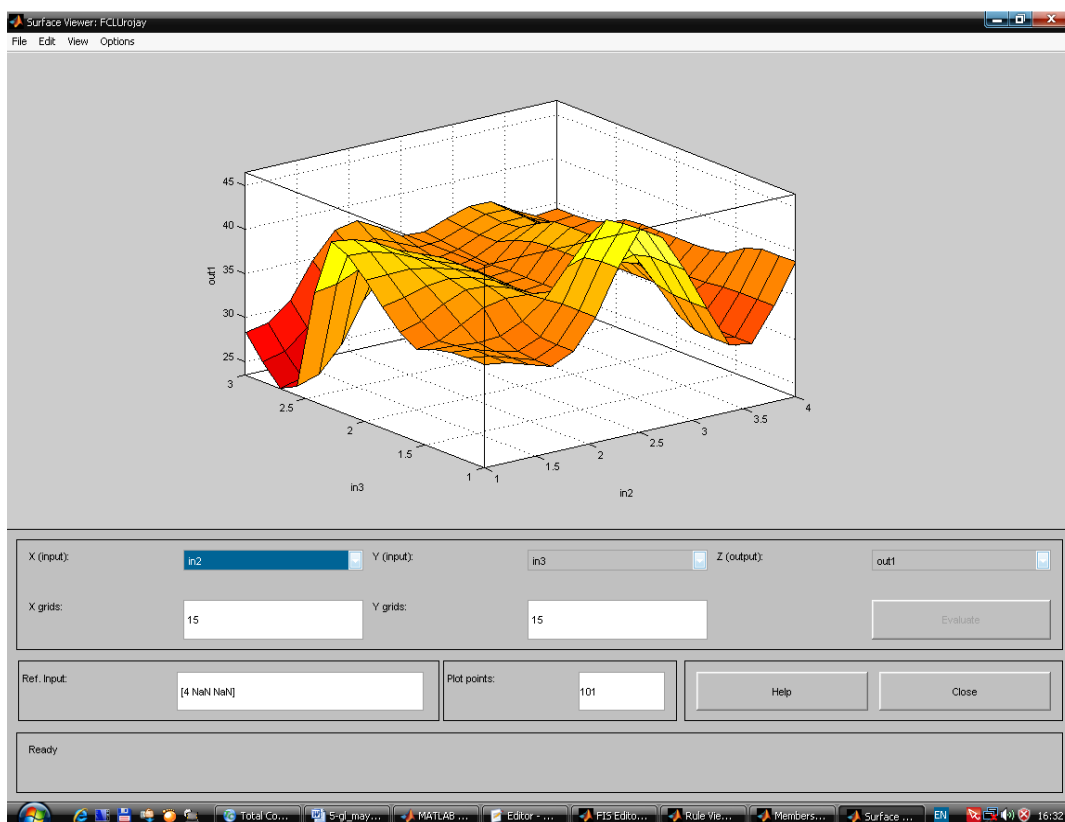 Surface Viewer: FCLUrojay
File Edit View Options
45
40
35
30
25
out1
3
2.5
2
1.5
1
in3
1
1.5
2
2.5
3
3.5
4
in2
X (input):
in2
Y (input):
in3
Z (output):
out1
X grids:
15
Y grids:
15
Evaluate
Ref. Input:
[4 NaN NaN]
Plot points:
101
Help
Close
Ready
Total Co... 5-gl_may... MATLAB ... Editor - ... FIS Edito... Rule Vie... Members... Surface ... EN 16:32